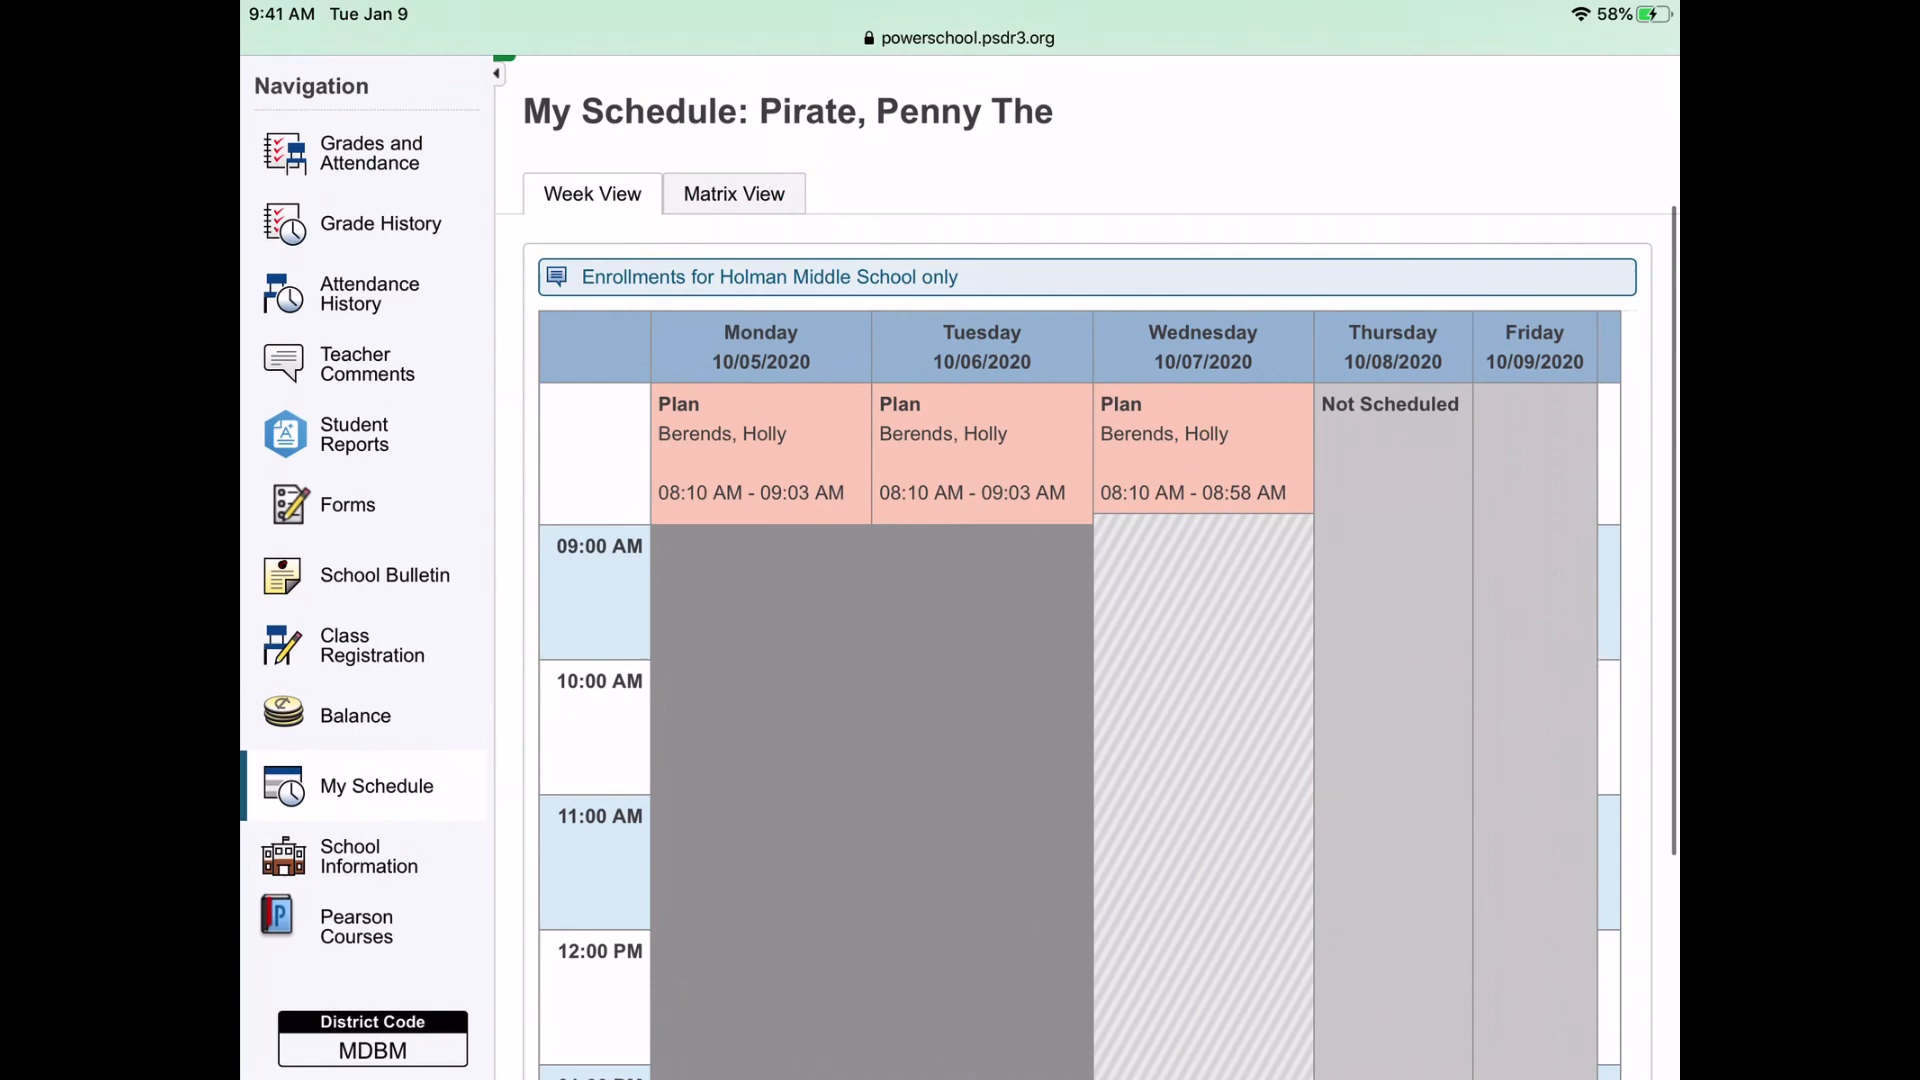 9:41 AM Tue Jan 9
58%
powerschool.psdr3.org
Navigation
Grades and
Attendance
Grade History
Attendance
History
Teacher
Comments
Student
Reports
Forms
School Bulletin
Class
Registration
Balance
My Schedule
School
Information
Pearson
Courses
District Code
MDBM
My Schedule: Pirate, Penny The
Week View
Matrix View
Enrollments for Holman Middle School only
Monday
10/05/2020
Tuesday
10/06/2020
Wednesday
10/07/2020
Thursday
10/08/2020
Friday
10/09/2020
Plan
Berends, Holly
08:10 AM - 09:03 AM
Plan
Berends, Holly
08:10 AM - 09:03 AM
Plan
Berends, Holly
08:10 AM - 08:58 AM
Not Scheduled
09:00 AM
10:00 AM
11:00 AM
12:00 PM